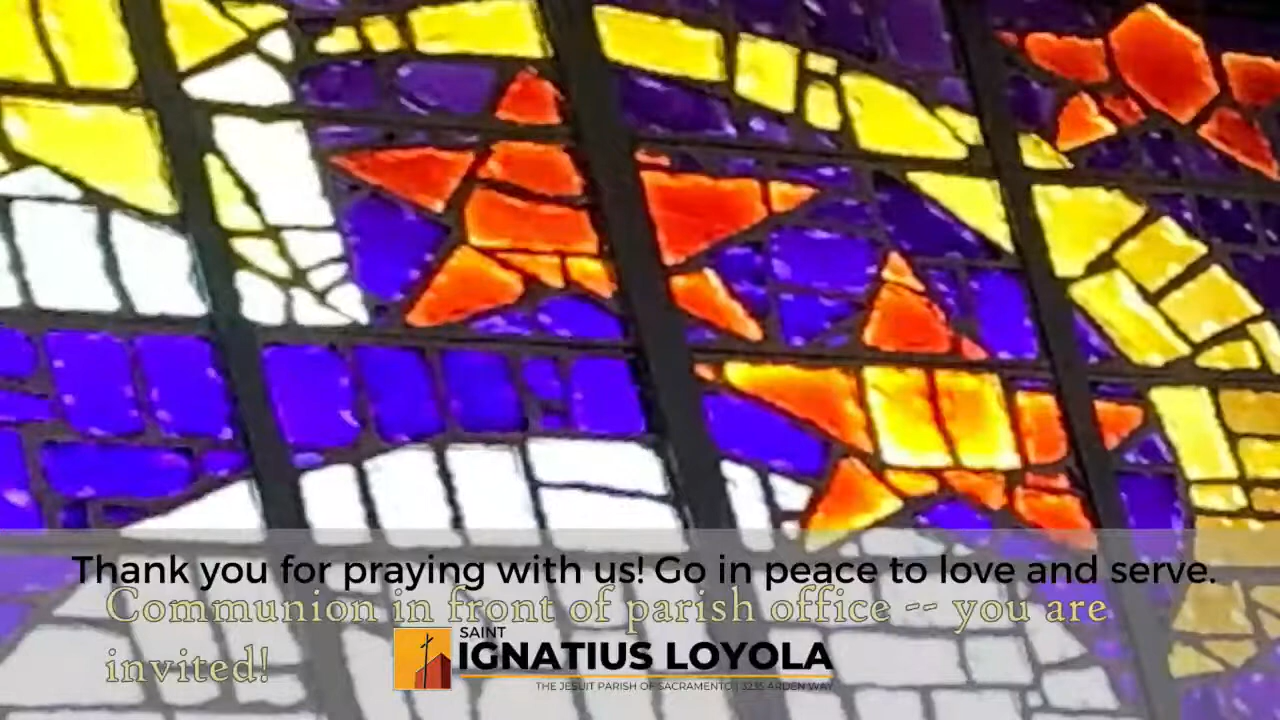 Thank you for praying with us! Go in peace to love and serve.
Communion in front of parish office -- you are
invited!
SAINT
IGNATIUS LOYOLA
THE JESUIT PARISH OF SACRAMENTO | 3235 ARDEN WAY